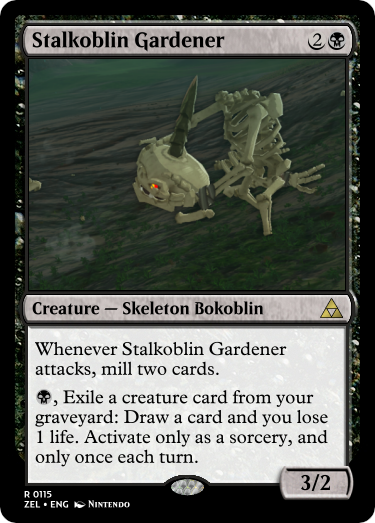 Stalkoblin Gardener 2
Creature — Skeleton Bokoblin
Whenever Stalkoblin Gardener
attacks, mill two cards.
, Exile a creature card from your
graveyard: Draw a card and you lose
1 life. Activate only as a sorcery, and
only once each turn.
3/2
R 0115
ZEL • ENG Nintendo